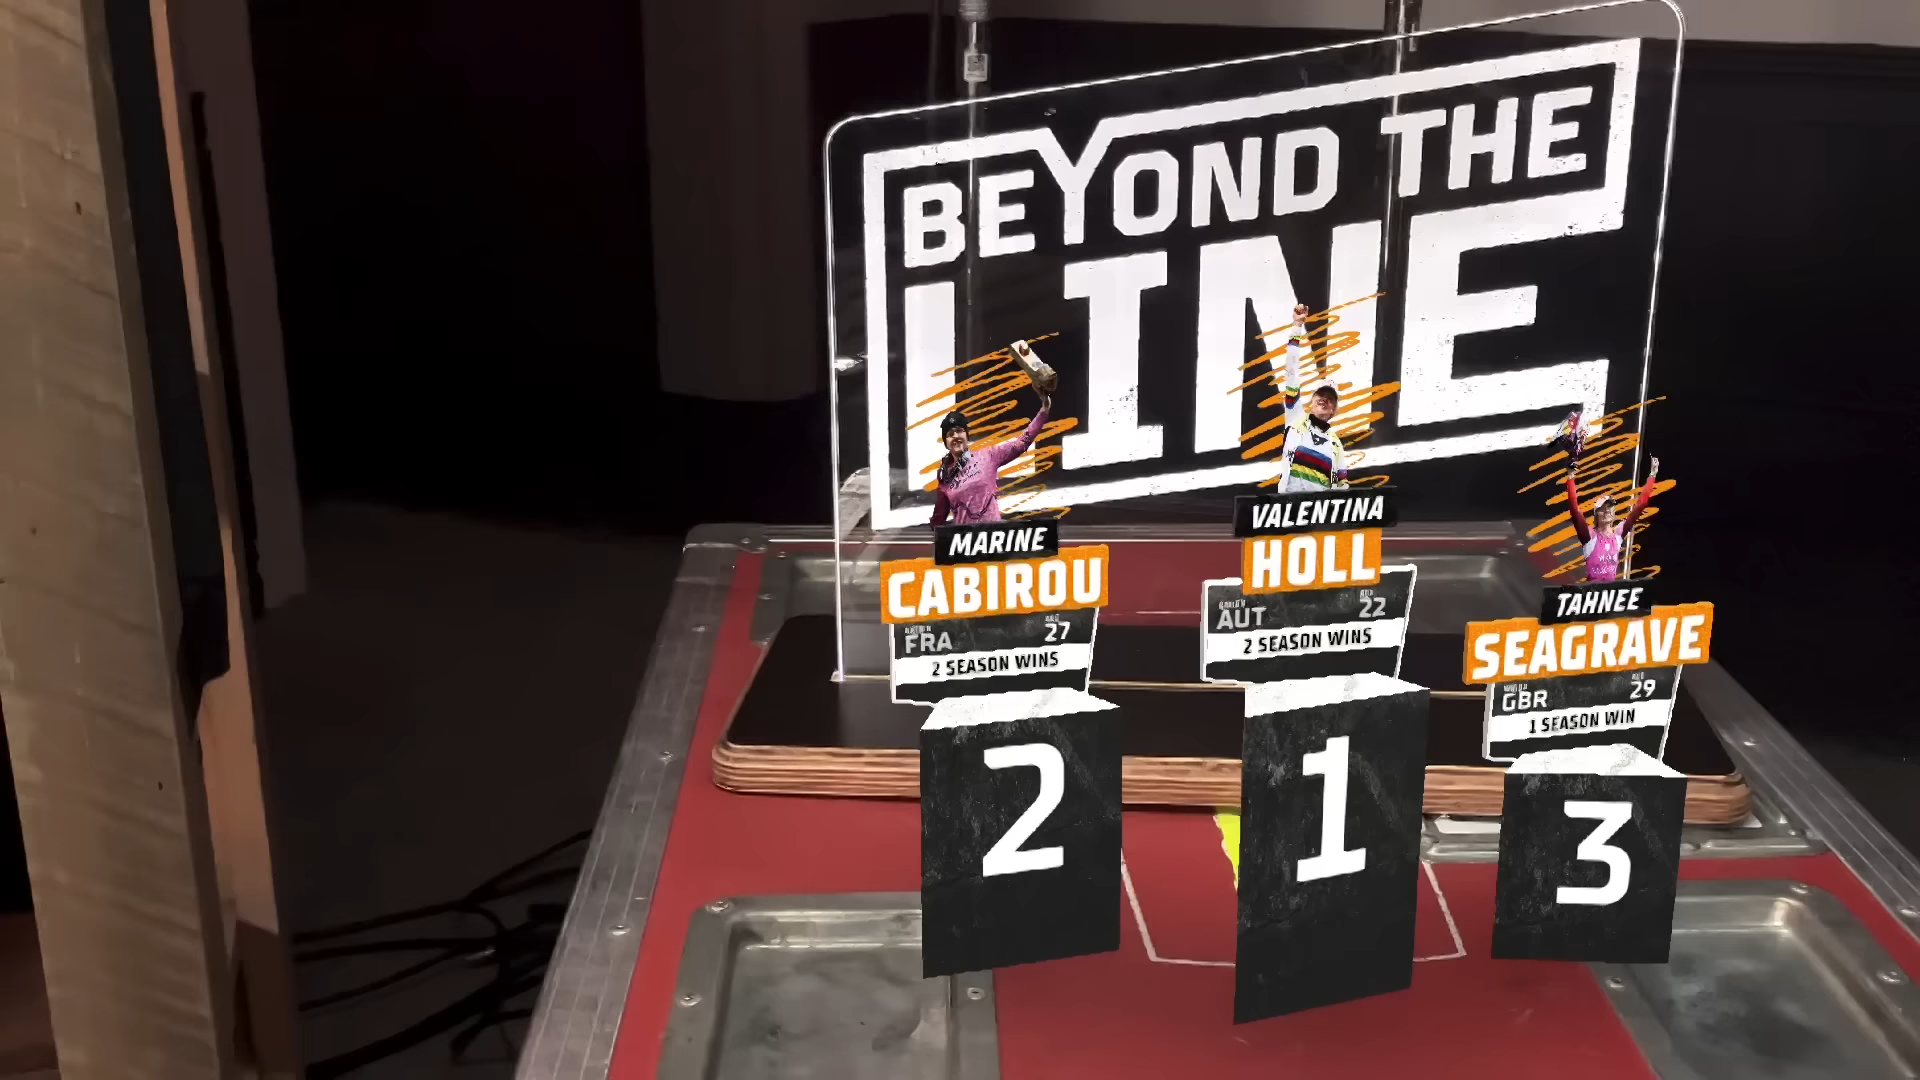 BEYOND THE
LINE
MARINE
CABIROU
FRA 27
2 SEASON WINS
2
VALENTINA
HOLL
AUT 22
2 SEASON WINS
1
TAHNEE
SEAGRAVE
GBR 29
1 SEASON WIN
3